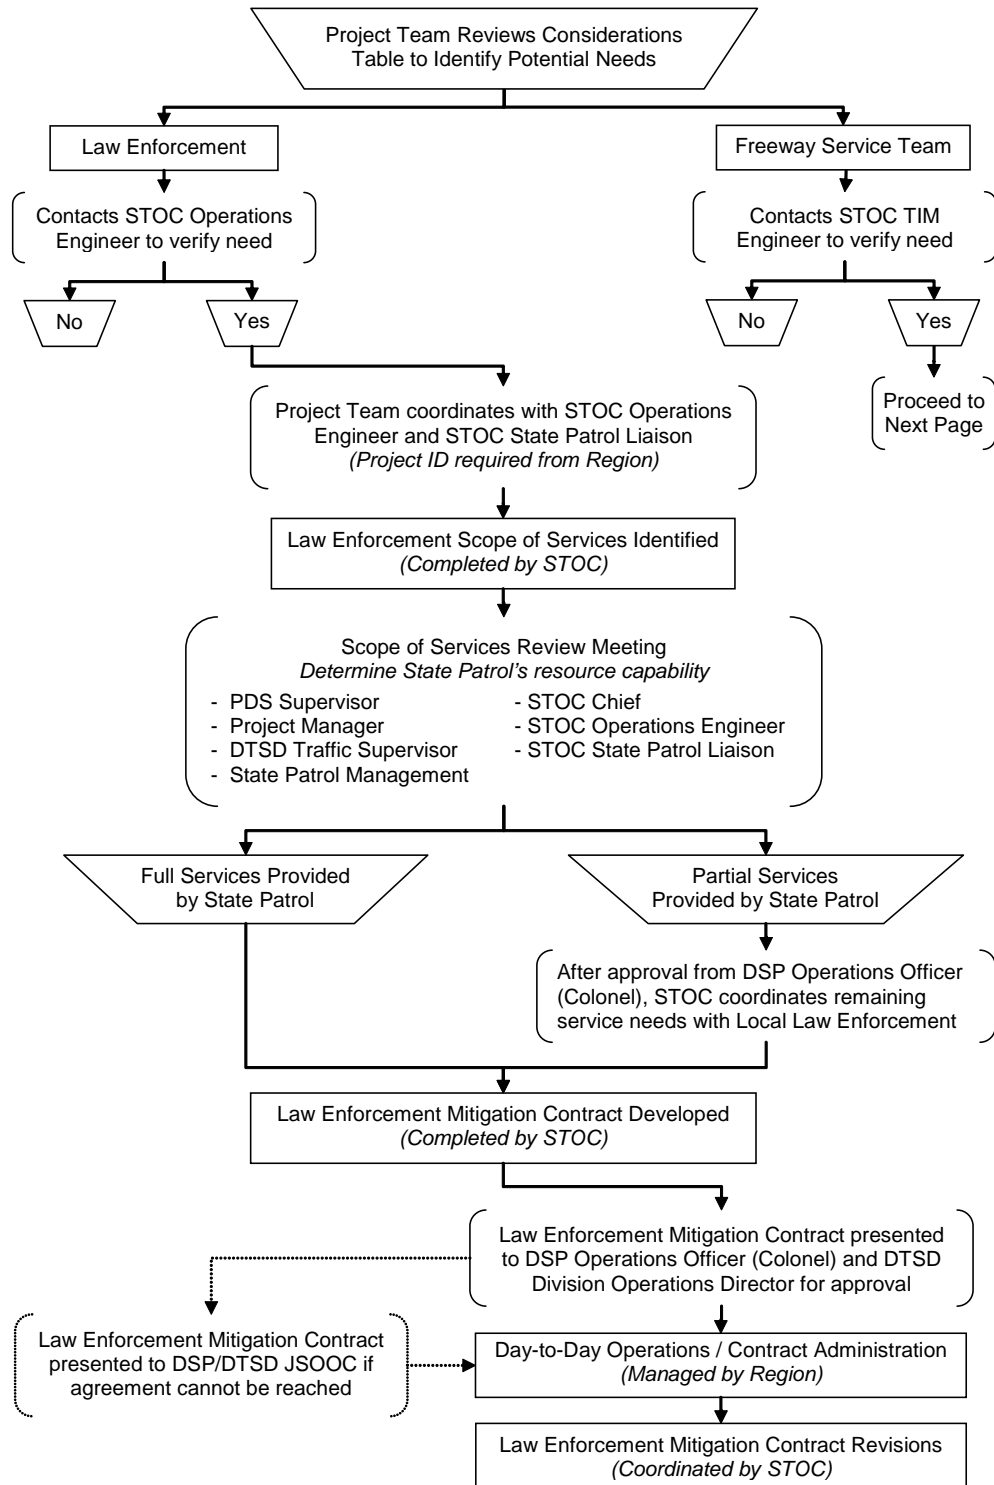 Project Team Reviews Considerations
Table to Identify Potential Needs
Law Enforcement
Freeway Service Team
Contacts STOC Operations
Engineer to verify need
Contacts STOC TIM
Engineer to verify need
No
Yes
No
Yes
Proceed to
Next Page
Project Team coordinates with STOC Operations
Engineer and STOC State Patrol Liaison
(Project ID required from Region)
Law Enforcement Scope of Services Identified
(Completed by STOC)
Scope of Services Review Meeting
Determine State Patrol's resource capability
- PDS Supervisor
- Project Manager
- DTSD Traffic Supervisor
- State Patrol Management
- STOC Chief
- STOC Operations Engineer
- STOC State Patrol Liaison
Full Services Provided
by State Patrol
Partial Services
Provided by State Patrol
After approval from DSP Operations Officer
(Colonel), STOC coordinates remaining
service needs with Local Law Enforcement
Law Enforcement Mitigation Contract Developed
(Completed by STOC)
Law Enforcement Mitigation Contract presented
to DSP Operations Officer (Colonel) and DTSD
Division Operations Director for approval
Law Enforcement Mitigation Contract
presented to DSP/DTSD JSOOC if
agreement cannot be reached
Day-to-Day Operations / Contract Administration
(Managed by Region)
Law Enforcement Mitigation Contract Revisions
(Coordinated by STOC)